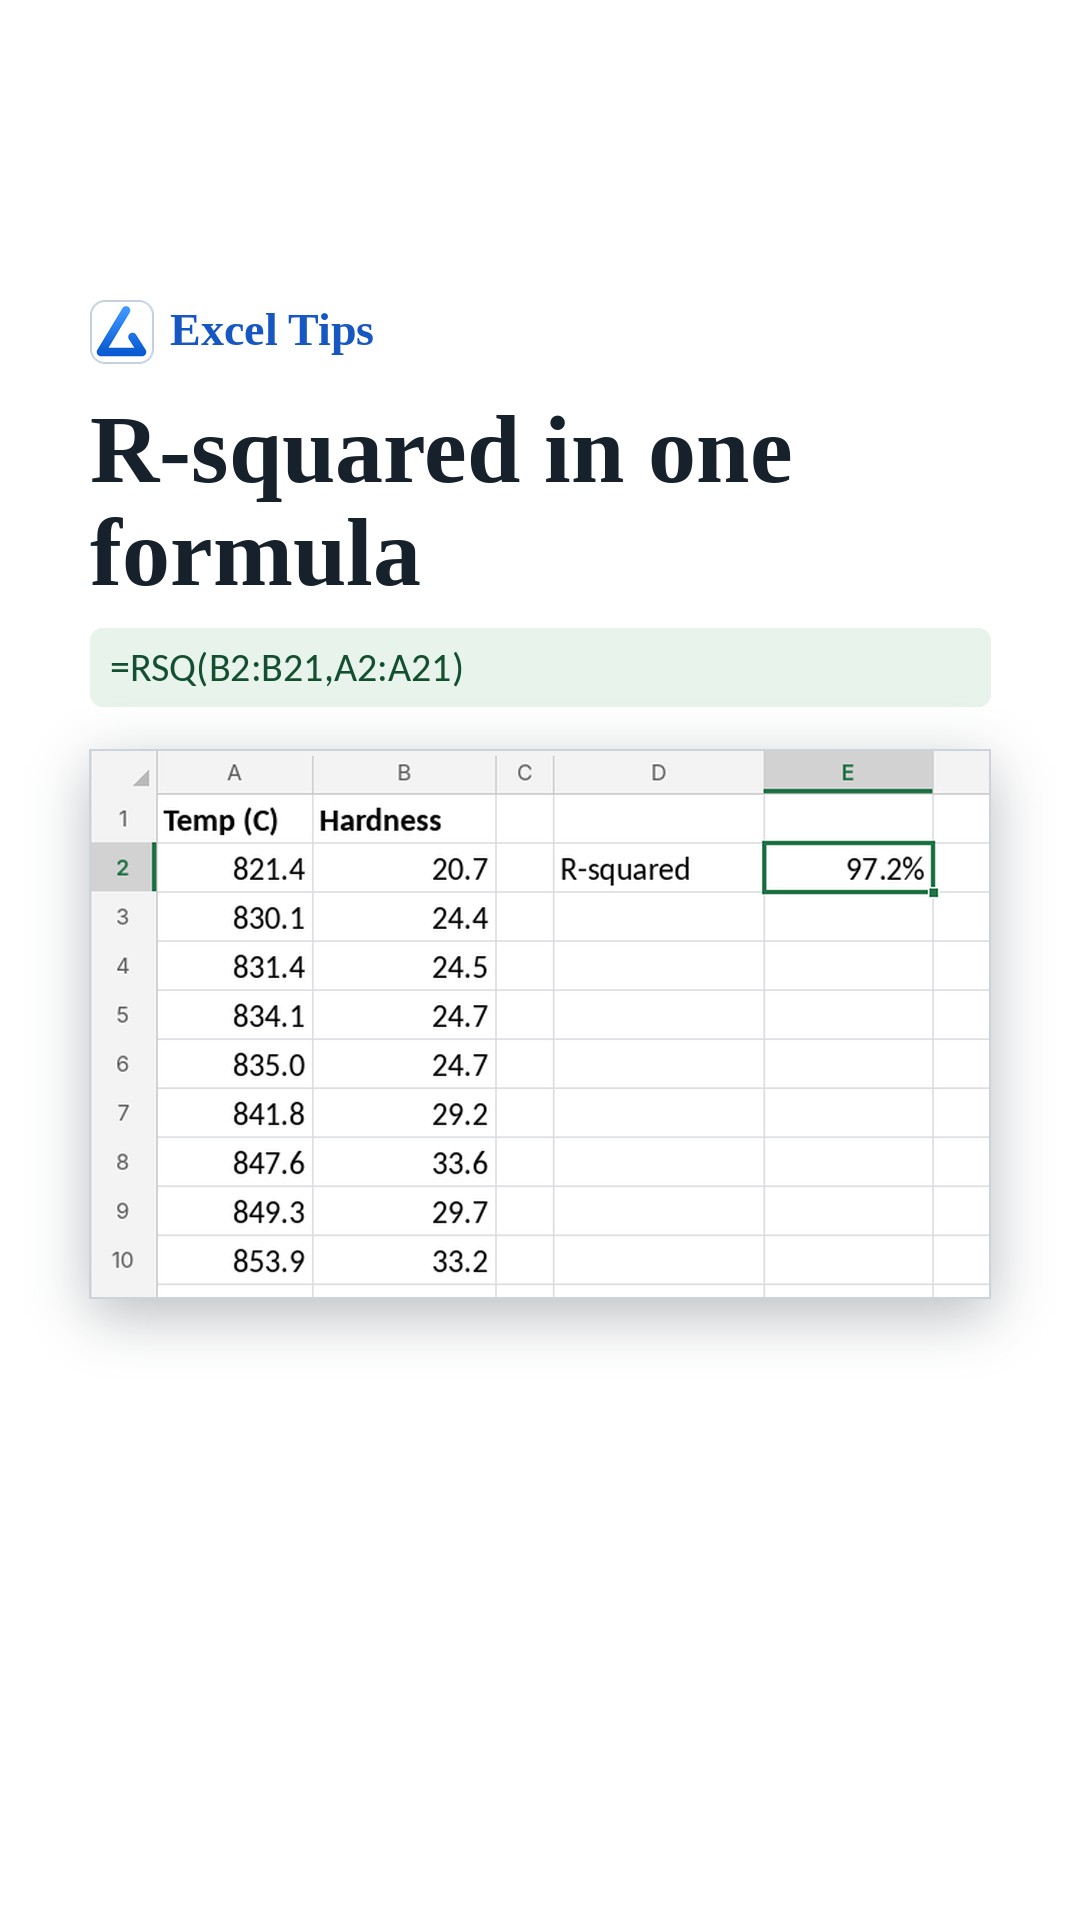 Excel Tips
R-squared in one
formula
=RSQ(B2:B21,A2:A21)
A B C D E
1 Temp (C) Hardness
2 821.4 20.7 R-squared 97.2%
3 830.1 24.4
4 831.4 24.5
5 834.1 24.7
6 835.0 24.7
7 841.8 29.2
8 847.6 33.6
9 849.3 29.7
10 853.9 33.2